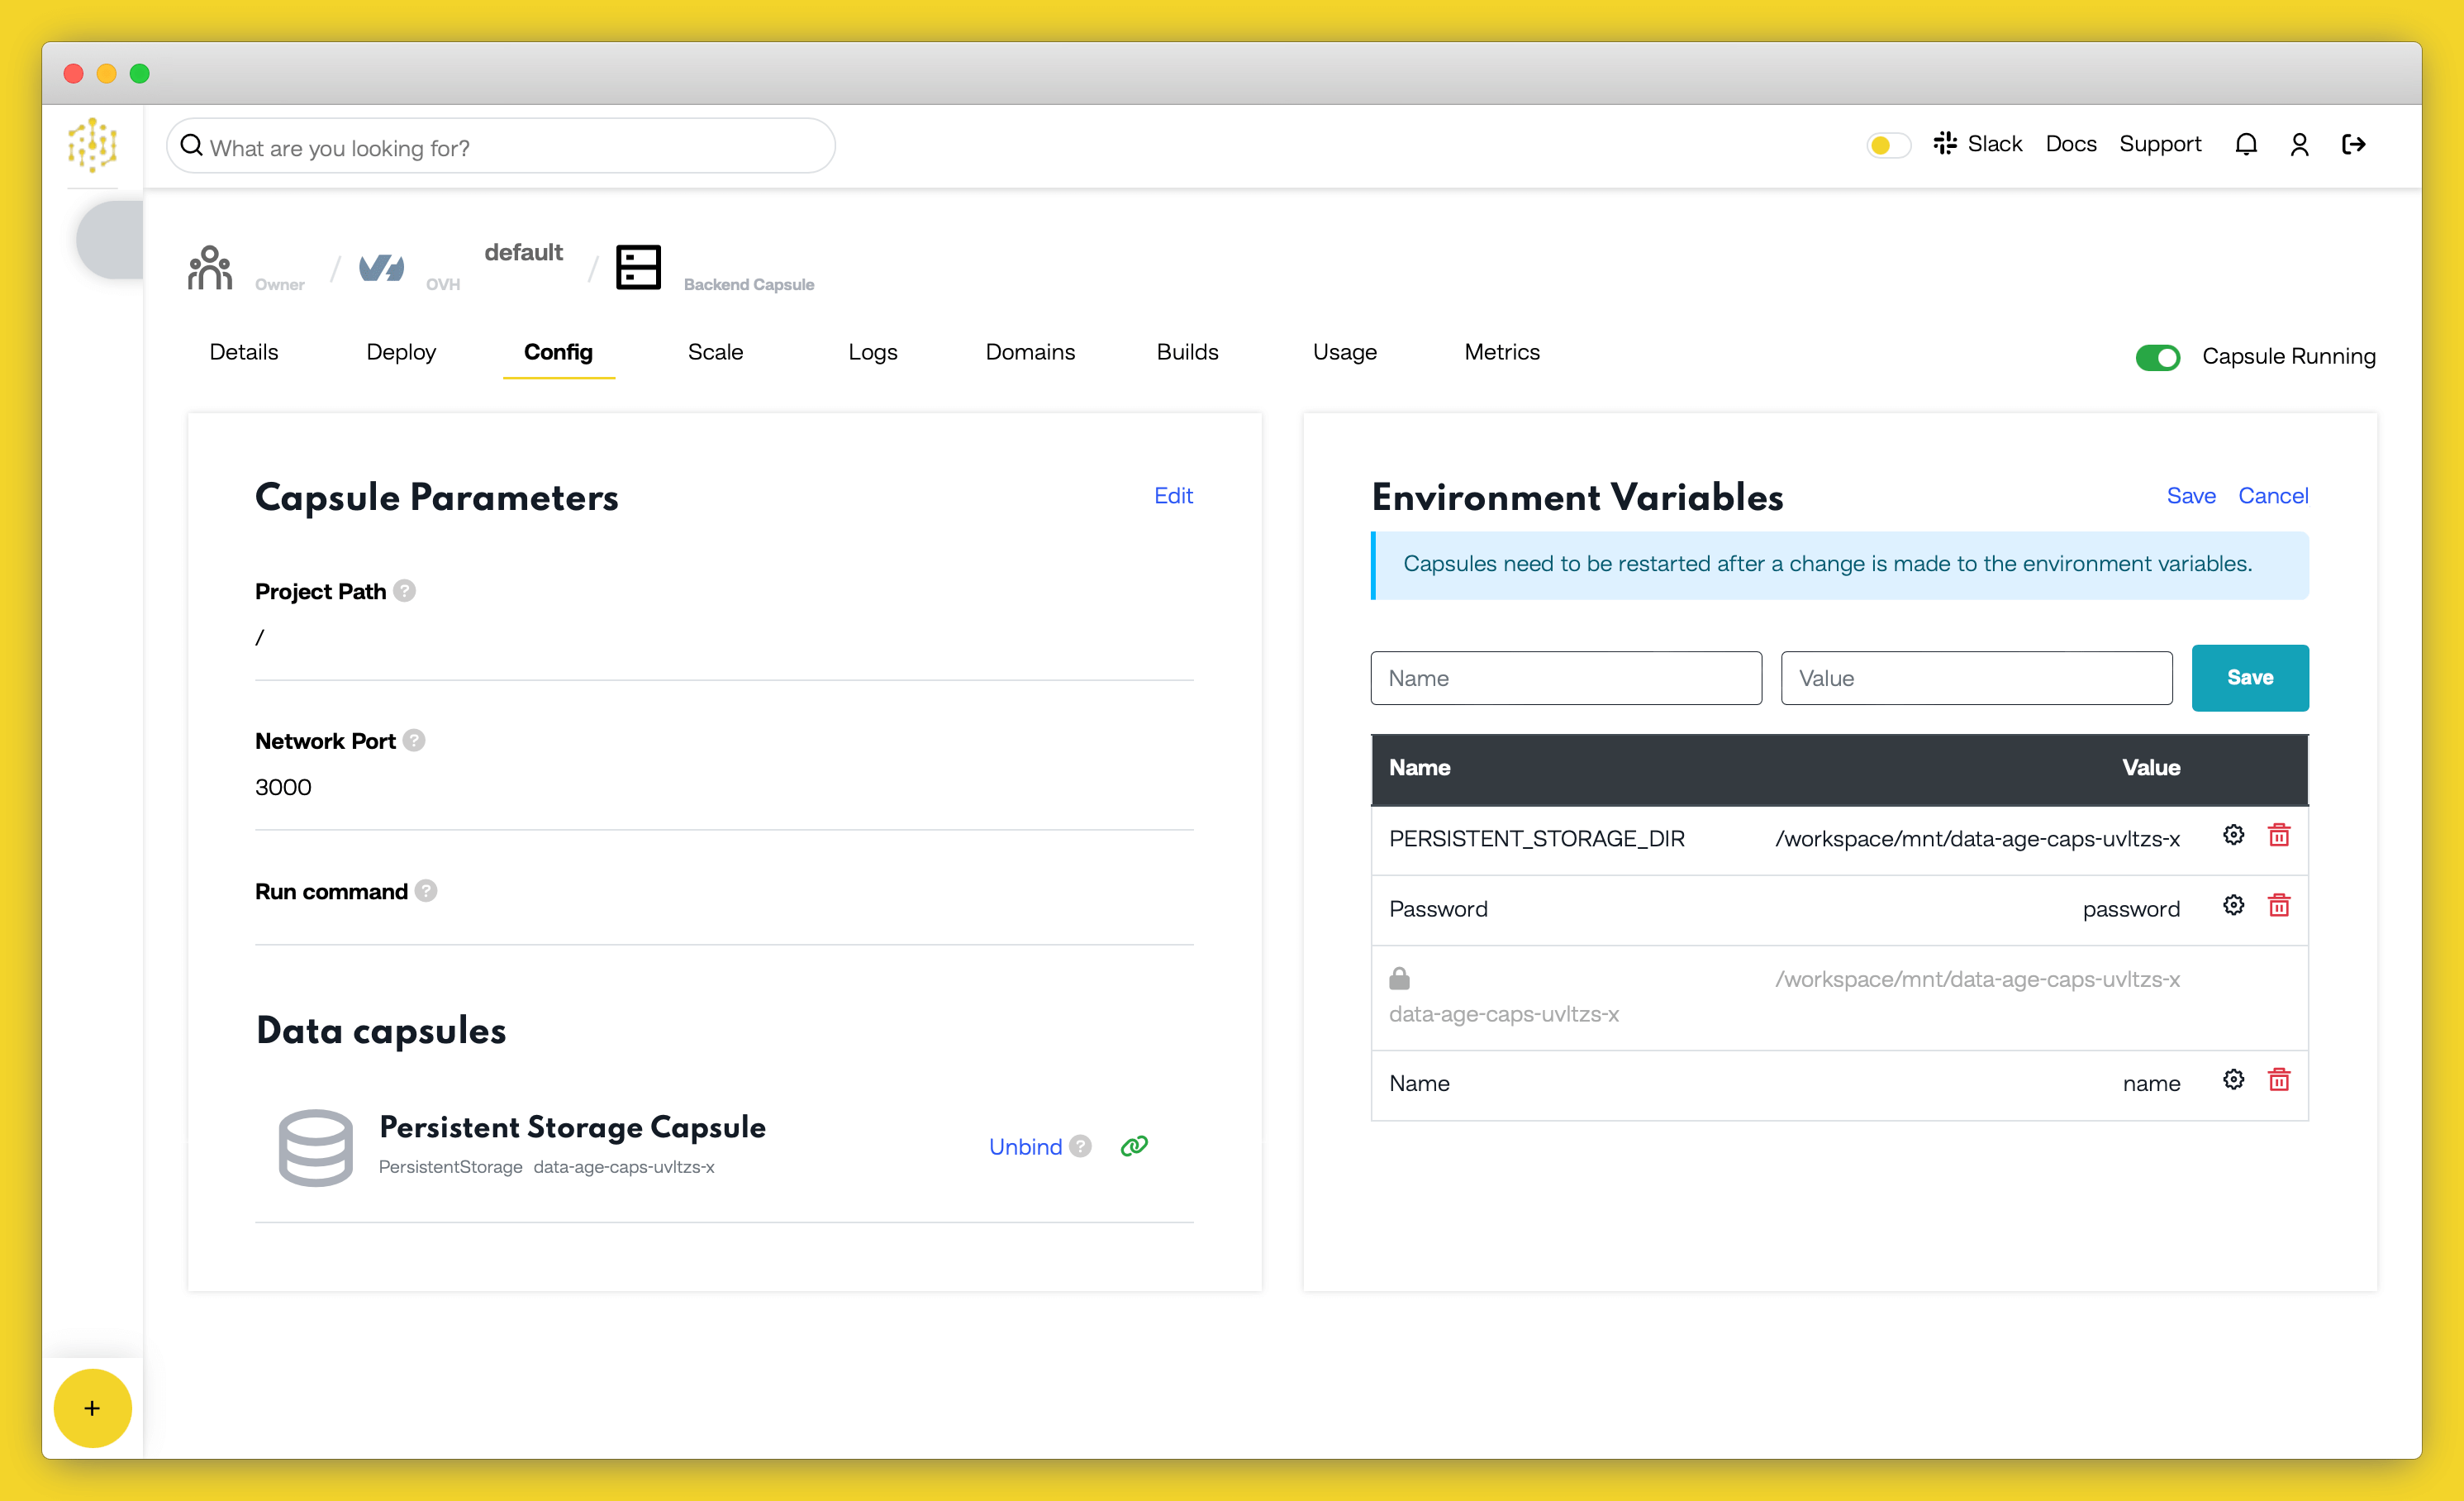 What are you looking for?
Slack Docs Support
Owner / OVH default / Backend Capsule
Details Deploy Config Scale Logs Domains Builds Usage Metrics Capsule Running
Capsule Parameters Edit
Project Path ?
/
Network Port ?
3000
Run command ?
Data capsules
Persistent Storage Capsule
PersistentStorage data-age-caps-uvltzs-x
Unbind ?
Environment Variables Save Cancel
Capsules need to be restarted after a change is made to the environment variables.
Name Value Save
Name Value
PERSISTENT_STORAGE_DIR /workspace/mnt/data-age-caps-uvltzs-x
Password password
/workspace/mnt/data-age-caps-uvltzs-x
data-age-caps-uvltzs-x
Name name
+